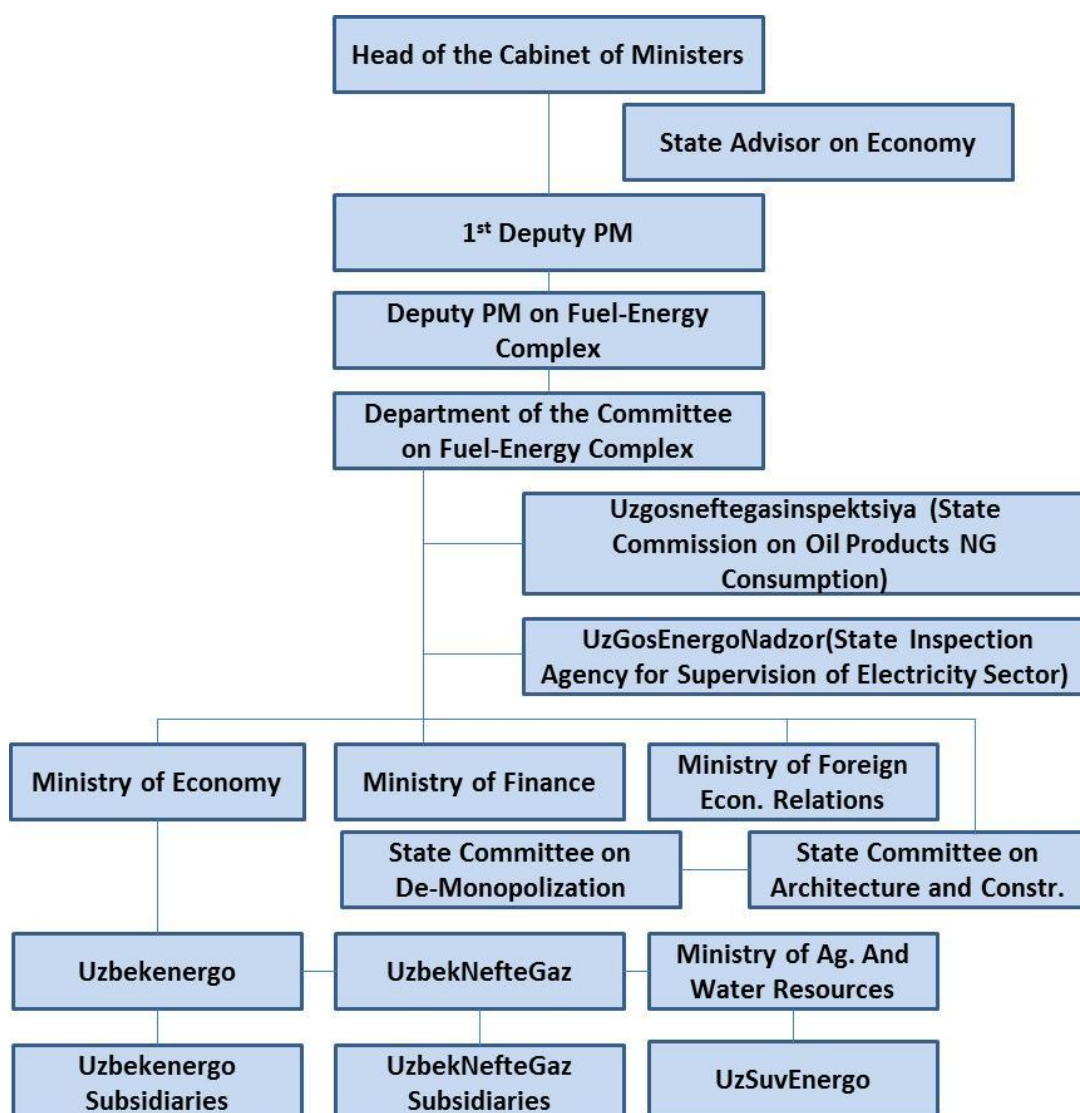 Head of the Cabinet of Ministers
State Advisor on Economy
1st Deputy PM
Deputy PM on Fuel-Energy
Complex
Department of the Committee
on Fuel-Energy Complex
Uzgosneftegasinspektsiya (State
Commission on Oil Products NG
Consumption)
UzGosEnergoNadzor(State Inspection
Agency for Supervision of Electricity Sector)
Ministry of Economy
Ministry of Finance
Ministry of Foreign
Econ. Relations
State Committee on
De-Monopolization
State Committee on
Architecture and Constr.
Uzbekenergo
UzbekNefteGaz
Ministry of Ag. And
Water Resources
Uzbekenergo
Subsidiaries
UzbekNefteGaz
Subsidiaries
UzSuvEnergo